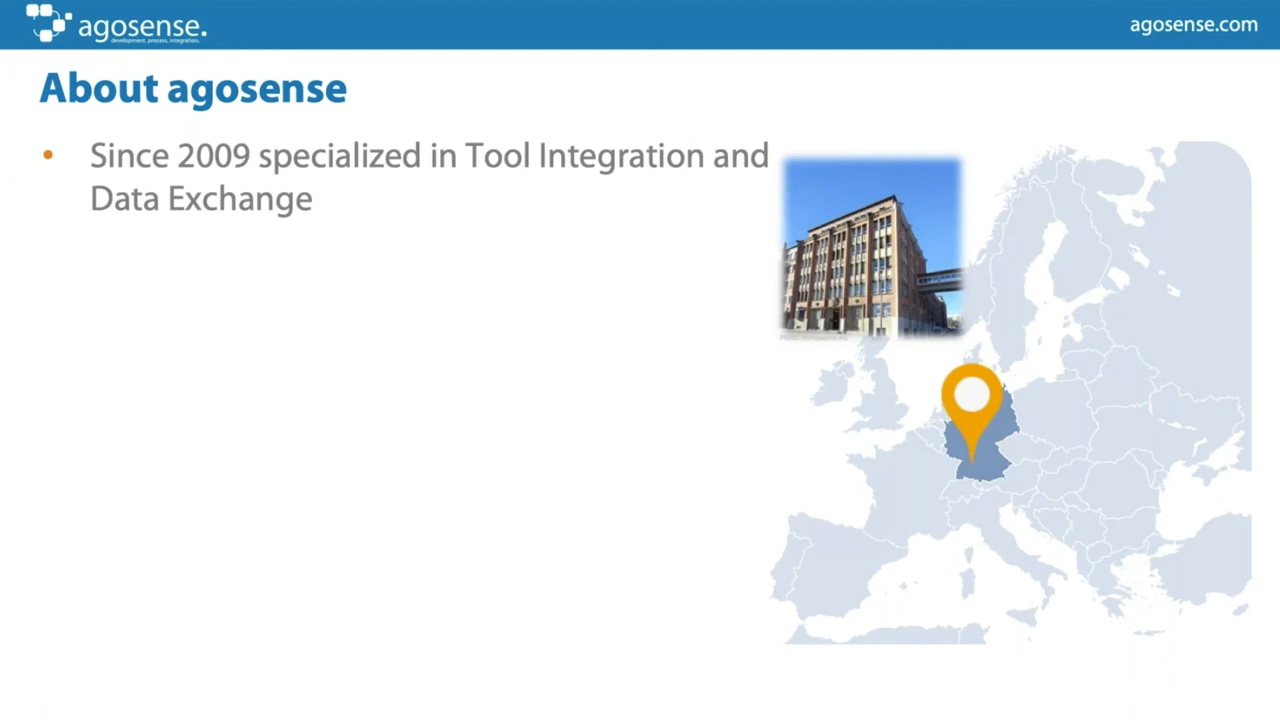 agosense.
development. process. integration.
agosense.com
About agosense
• Since 2009 specialized in Tool Integration and
Data Exchange